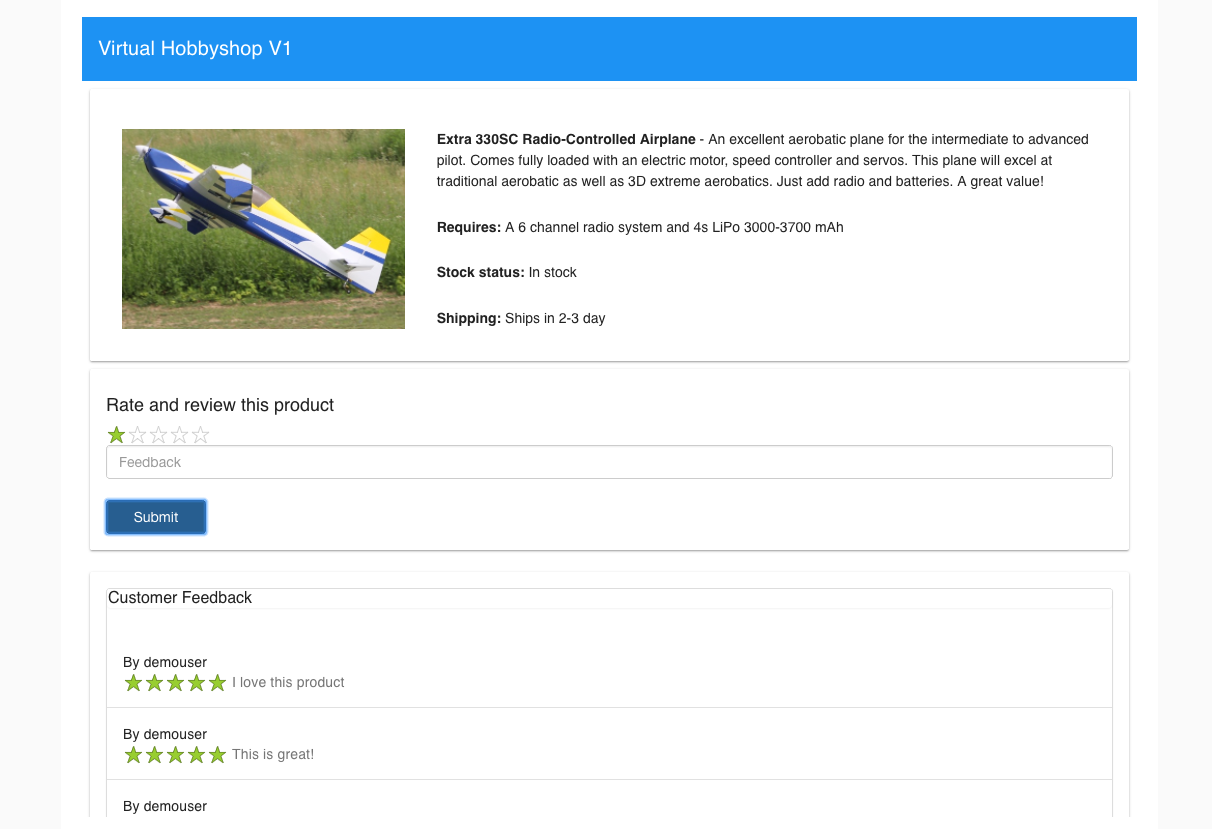 Virtual Hobbyshop V1
Extra 330SC Radio-Controlled Airplane - An excellent aerobatic plane for the intermediate to advanced
pilot. Comes fully loaded with an electric motor, speed controller and servos. This plane will excel at
traditional aerobatic as well as 3D extreme aerobatics. Just add radio and batteries. A great value!
Requires: A 6 channel radio system and 4s LiPo 3000-3700 mAh
Stock status: In stock
Shipping: Ships in 2-3 day
Rate and review this product
Feedback
Submit
Customer Feedback
By demouser
I love this product
By demouser
This is great!
By demouser